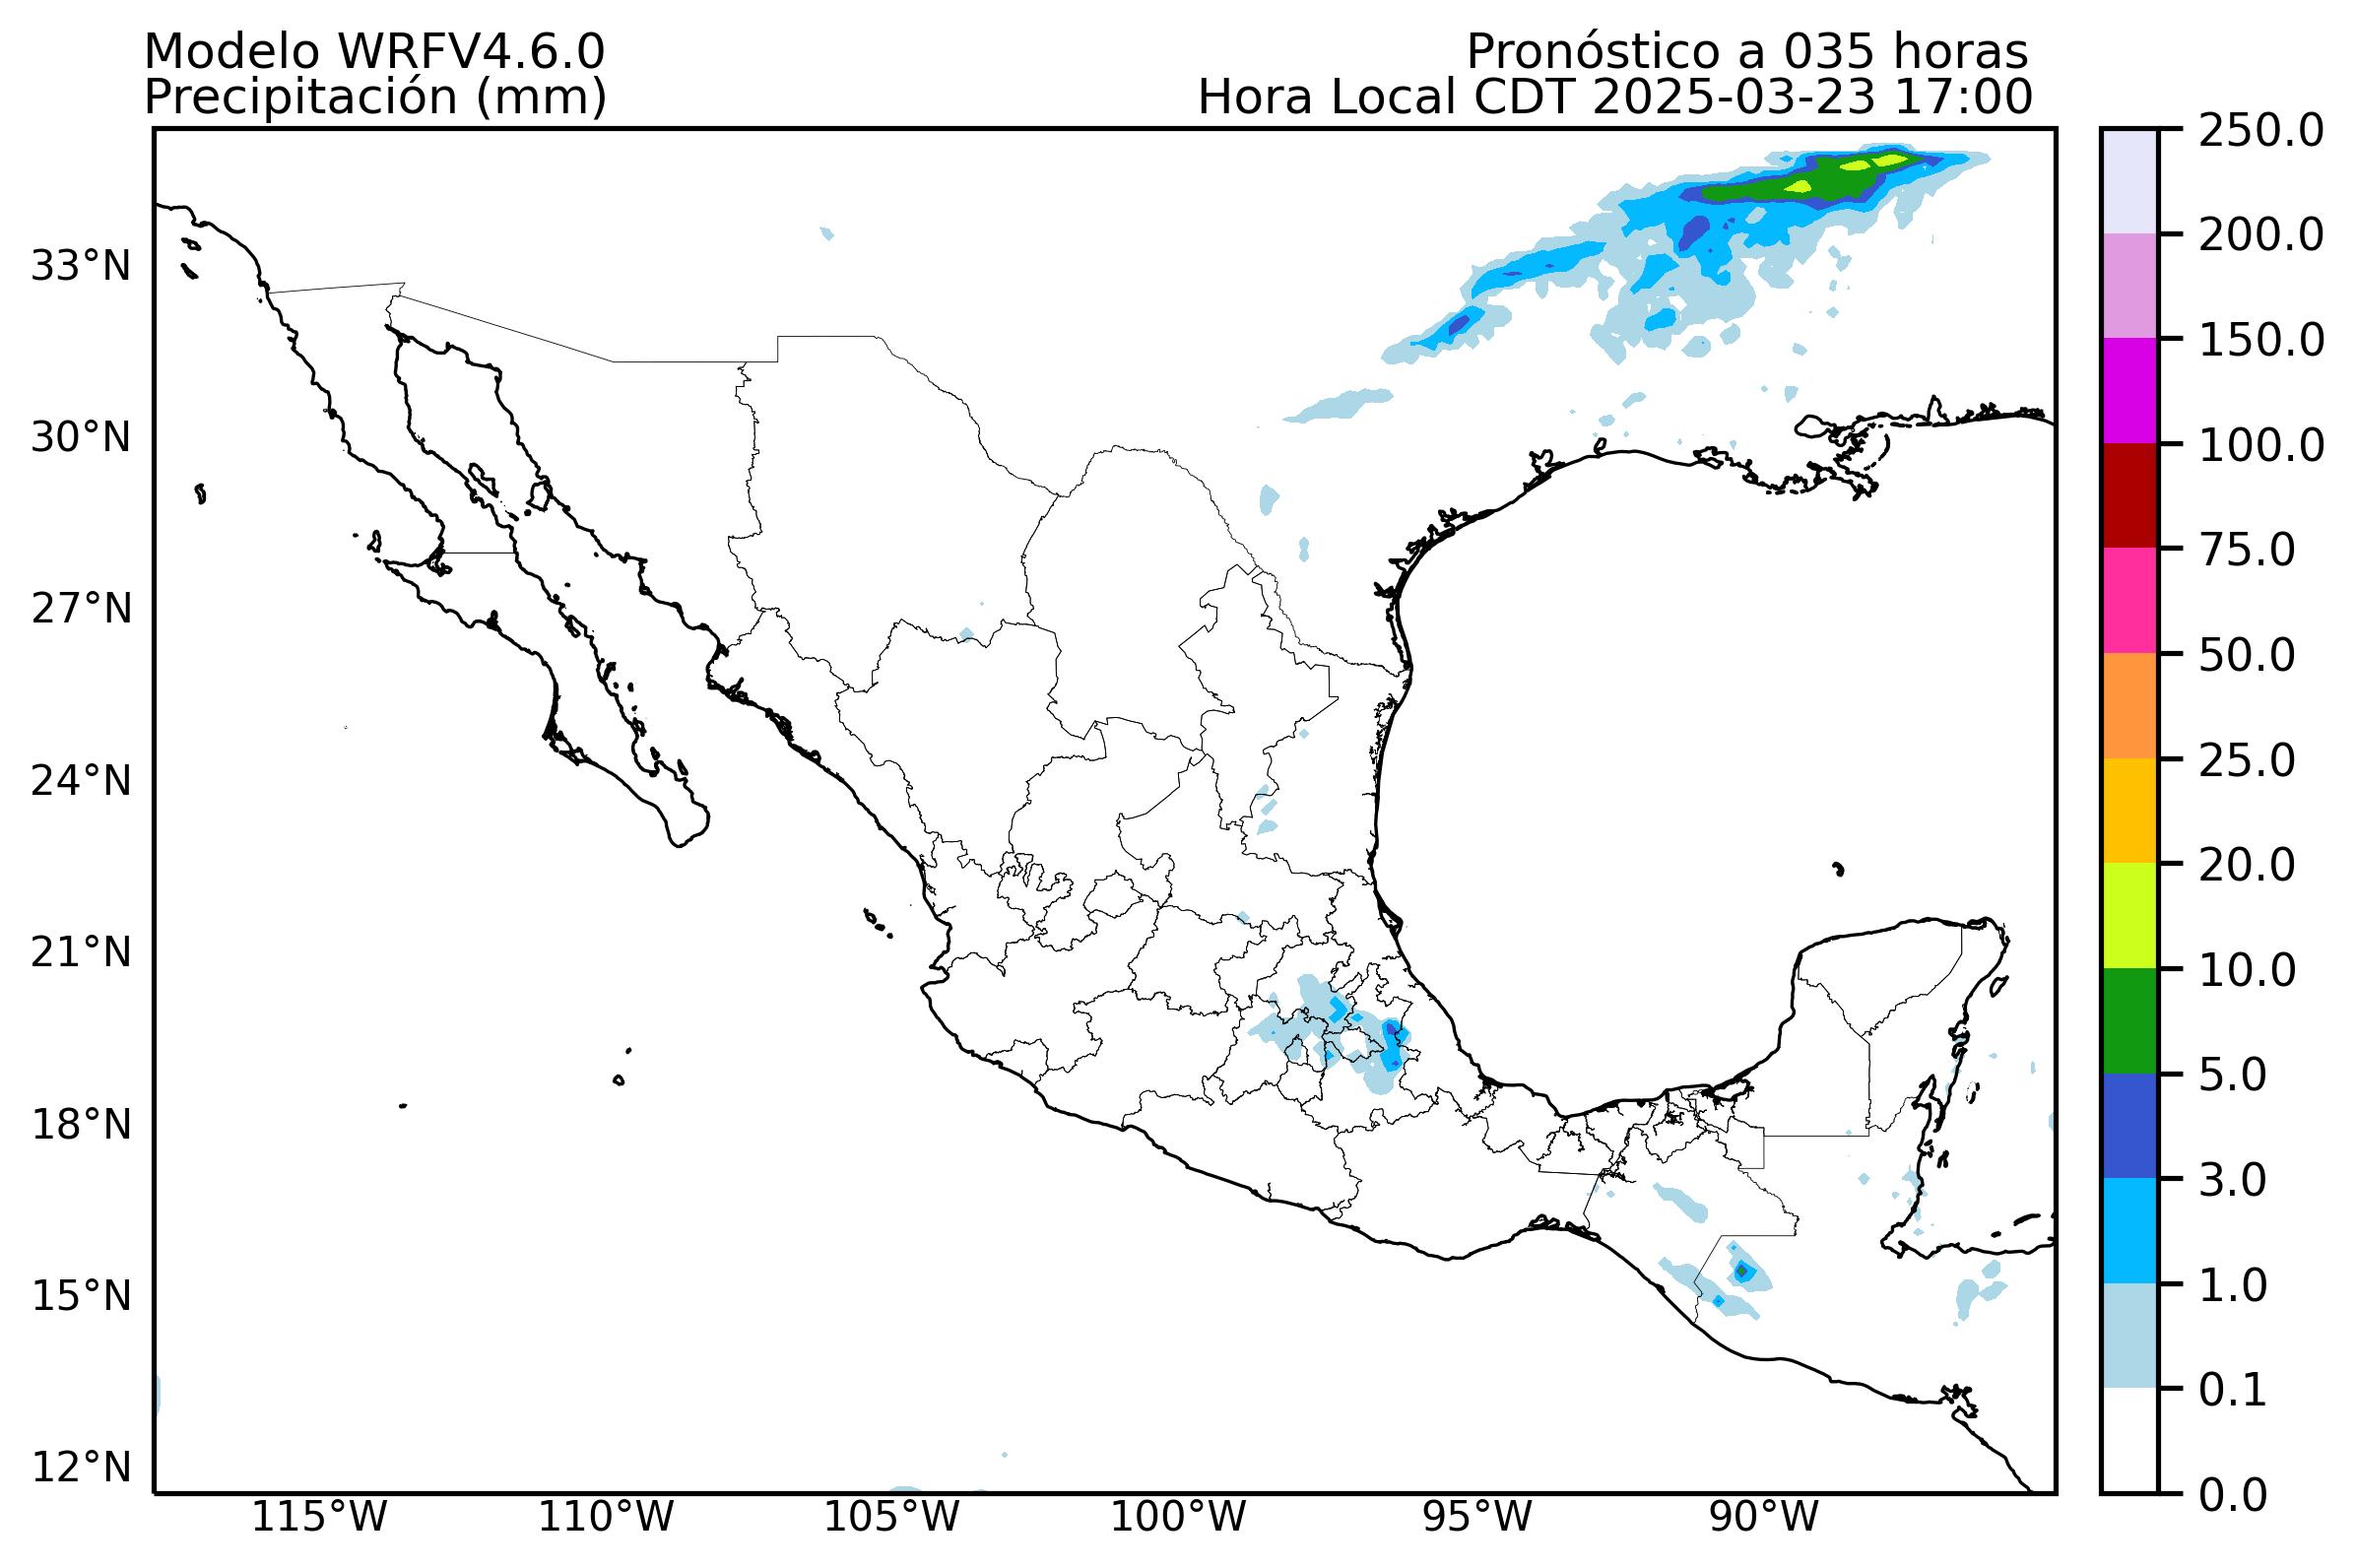 Modelo WRFV4.6.0
Precipitación (mm)
Pronóstico a 035 horas
Hora Local CDT 2025-03-23 17:00
33°N
30°N
27°N
24°N
21°N
18°N
15°N
12°N
115°W
110°W
105°W
100°W
95°W
90°W
250.0
200.0
150.0
100.0
75.0
50.0
25.0
20.0
10.0
5.0
3.0
1.0
0.1
0.0